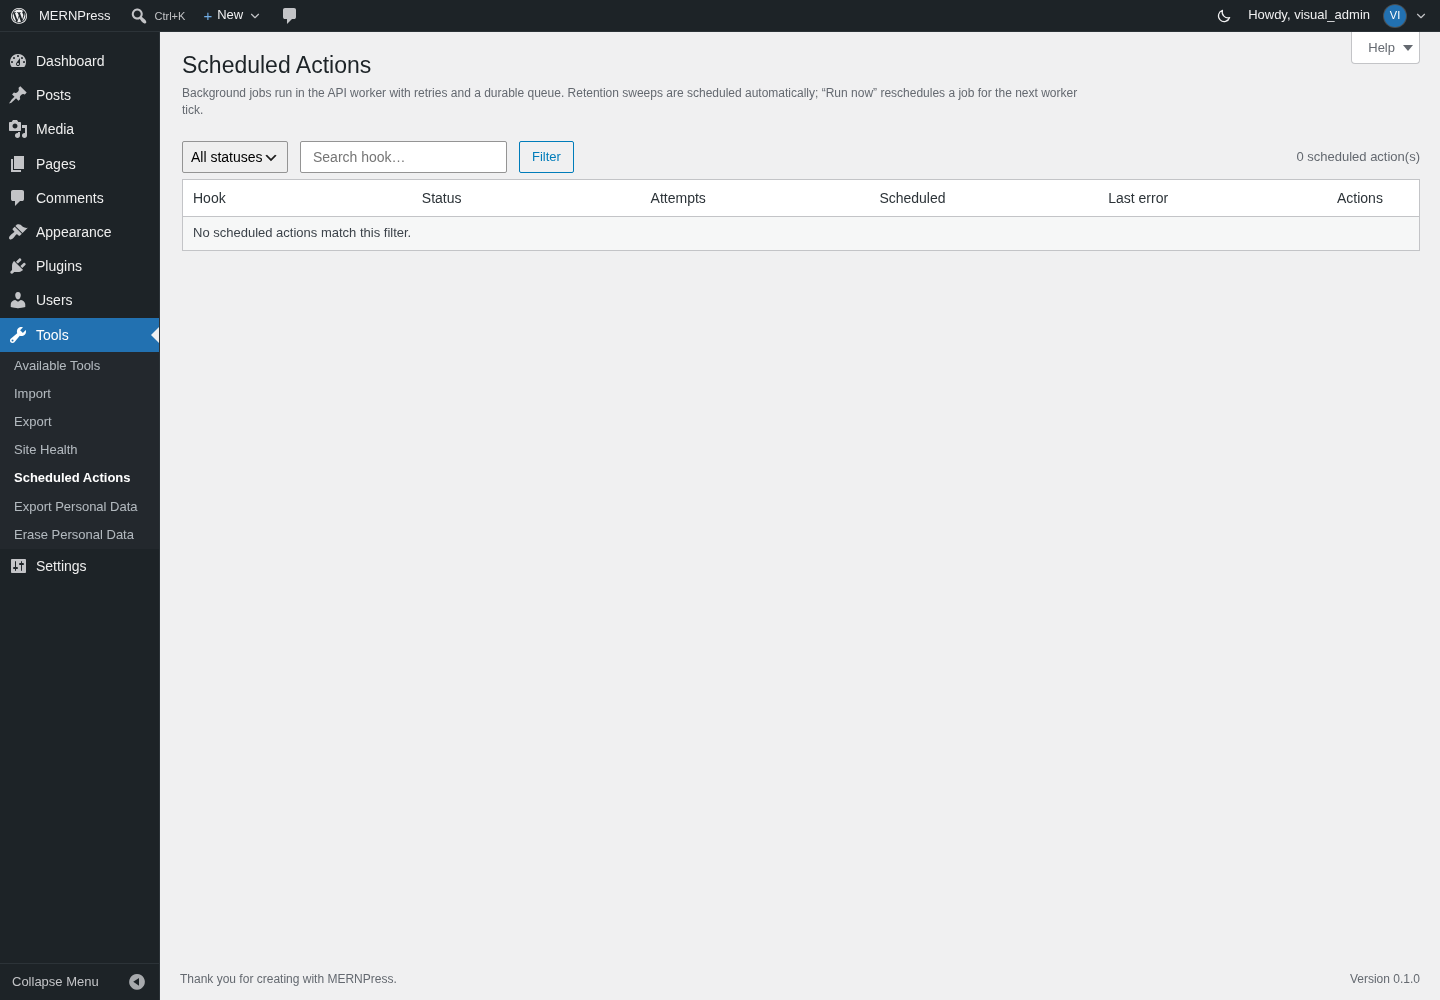 MERNPress
Ctrl+K
+ New
Howdy, visual_admin
VI
Help
Dashboard
Posts
Media
Pages
Comments
Appearance
Plugins
Users
Tools
Available Tools
Import
Export
Site Health
Scheduled Actions
Export Personal Data
Erase Personal Data
Settings
Collapse Menu
Scheduled Actions
Background jobs run in the API worker with retries and a durable queue. Retention sweeps are scheduled automatically; “Run now” reschedules a job for the next worker
tick.
All statuses
Search hook…
Filter
0 scheduled action(s)
Hook Status Attempts Scheduled Last error Actions
No scheduled actions match this filter.
Thank you for creating with MERNPress.
Version 0.1.0